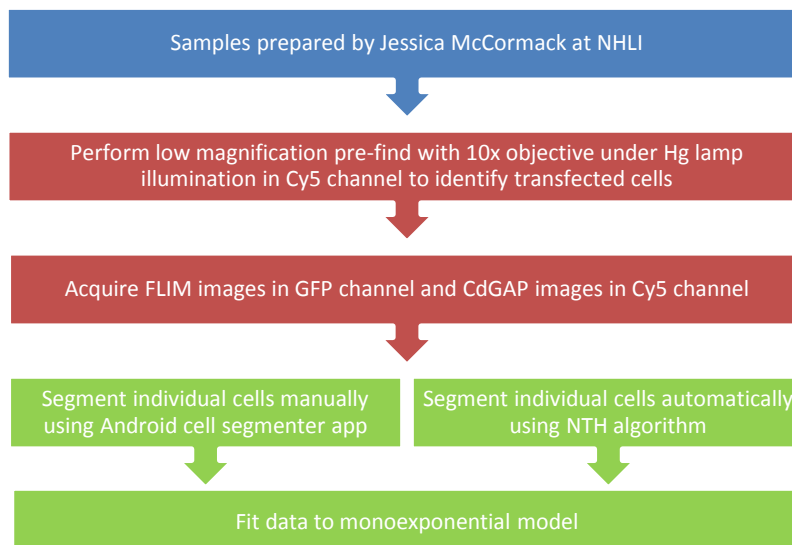 Samples prepared by Jessica McCormack at NHLI
Perform low magnification pre-find with 10x objective under Hg lamp
illumination in Cy5 channel to identify transfected cells
Acquire FLIM images in GFP channel and CdGAP images in Cy5 channel
Segment individual cells manually
using Android cell segmenter app
Segment individual cells automatically
using NTH algorithm
Fit data to monoexponential model